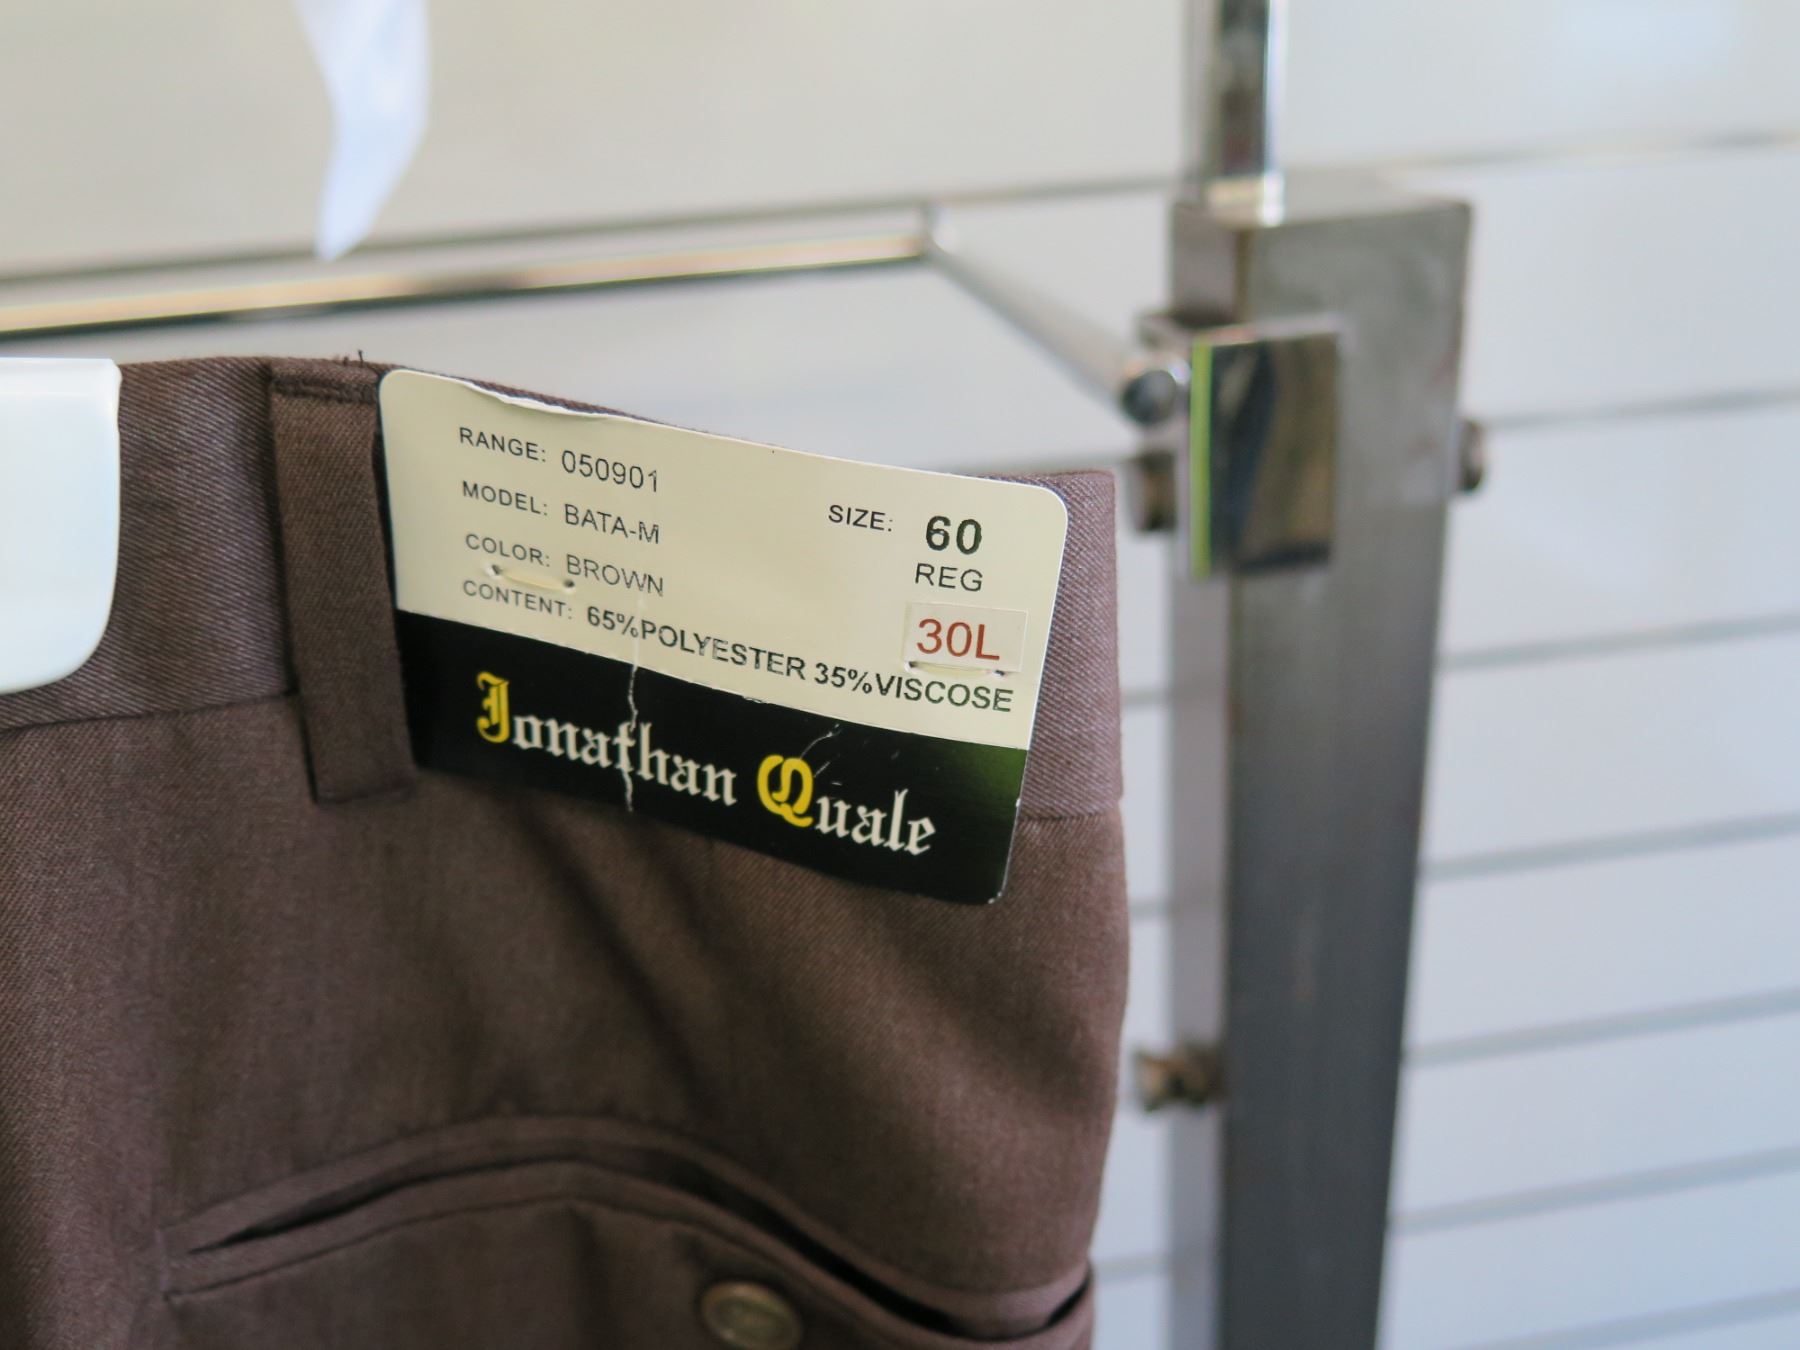 RANGE: 050901
MODEL: BATA-M
COLOR: BROWN
CONTENT: 65%POLYESTER 35%VISCOSE
SIZE: 60
REG
30L
Jonathan Quale